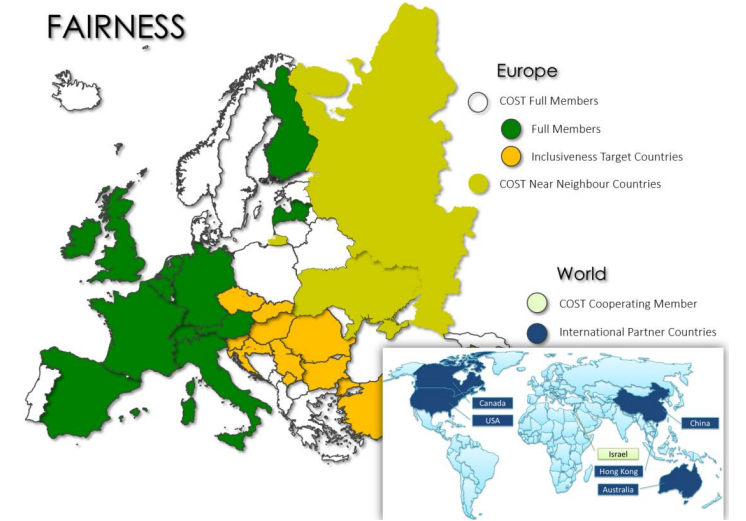 FAIRNESS
Europe
COST Full Members
Full Members
Inclusiveness Target Countries
COST Near Neighbour Countries
World
COST Cooperating Member
International Partner Countries
Canada
USA
China
Israel
Hong Kong
Australia